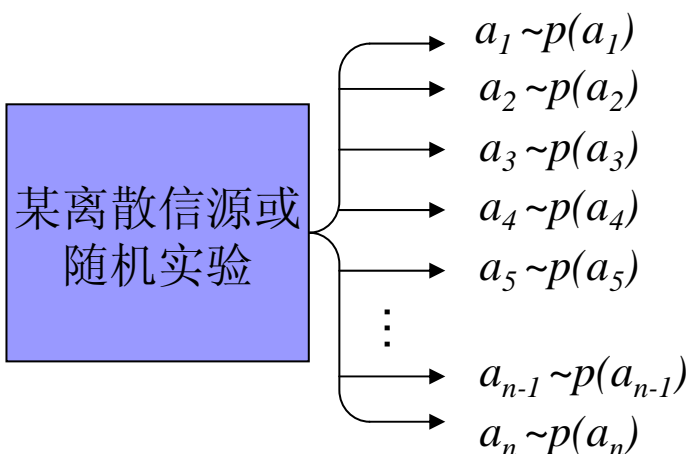 a₁ ~p(a₁)
a₂ ~p(a₂)
a₃ ~p(a₃)
a₄ ~p(a₄)
a₅ ~p(a₅)
某离散信源或
随机实验
⋮
aₙ₋₁ ~p(aₙ₋₁)
aₙ ~p(aₙ)